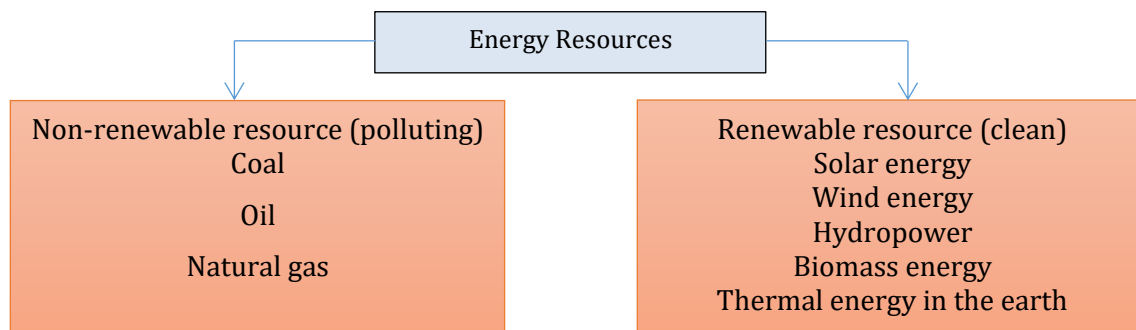 Energy Resources
Non-renewable resource (polluting)
Coal
Oil
Natural gas
Renewable resource (clean)
Solar energy
Wind energy
Hydropower
Biomass energy
Thermal energy in the earth